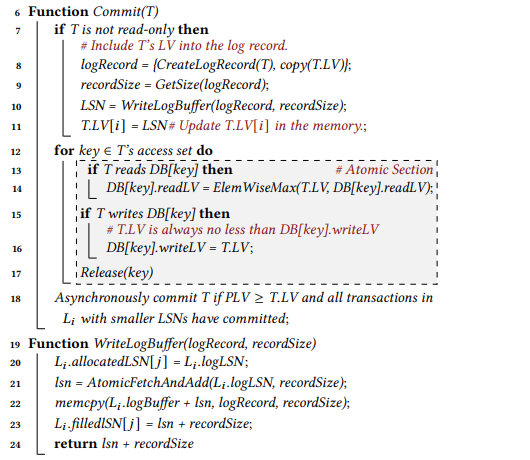 6 Function Commit(T)
7 if T is not read-only then
# Include T's LV into the log record.
8 logRecord = {CreateLogRecord(T), copy(T.LV)};
9 recordSize = GetSize(logRecord);
10 LSN = WriteLogBuffer(logRecord, recordSize);
11 T.LV[i] = LSN# Update T.LV[i] in the memory.;
12 for key ∈ T's access set do
13 if T reads DB[key] then # Atomic Section
14 DB[key].readLV = ElemWiseMax(T.LV, DB[key].readLV);
15 if T writes DB[key] then
# T.LV is always no less than DB[key].writeLV
16 DB[key].writeLV = T.LV;
17 Release(key)
18 Asynchronously commit T if PLV ≥ T.LV and all transactions in
Li with smaller LSNs have committed;
19 Function WriteLogBuffer(logRecord, recordSize)
20 Li.allocatedLSN[j] = Li.logLSN;
21 lsn = AtomicFetchAndAdd(Li.logLSN, recordSize);
22 memcpy(Li.logBuffer + lsn, logRecord, recordSize);
23 Li.filledlSN[j] = lsn + recordSize;
24 return lsn + recordSize